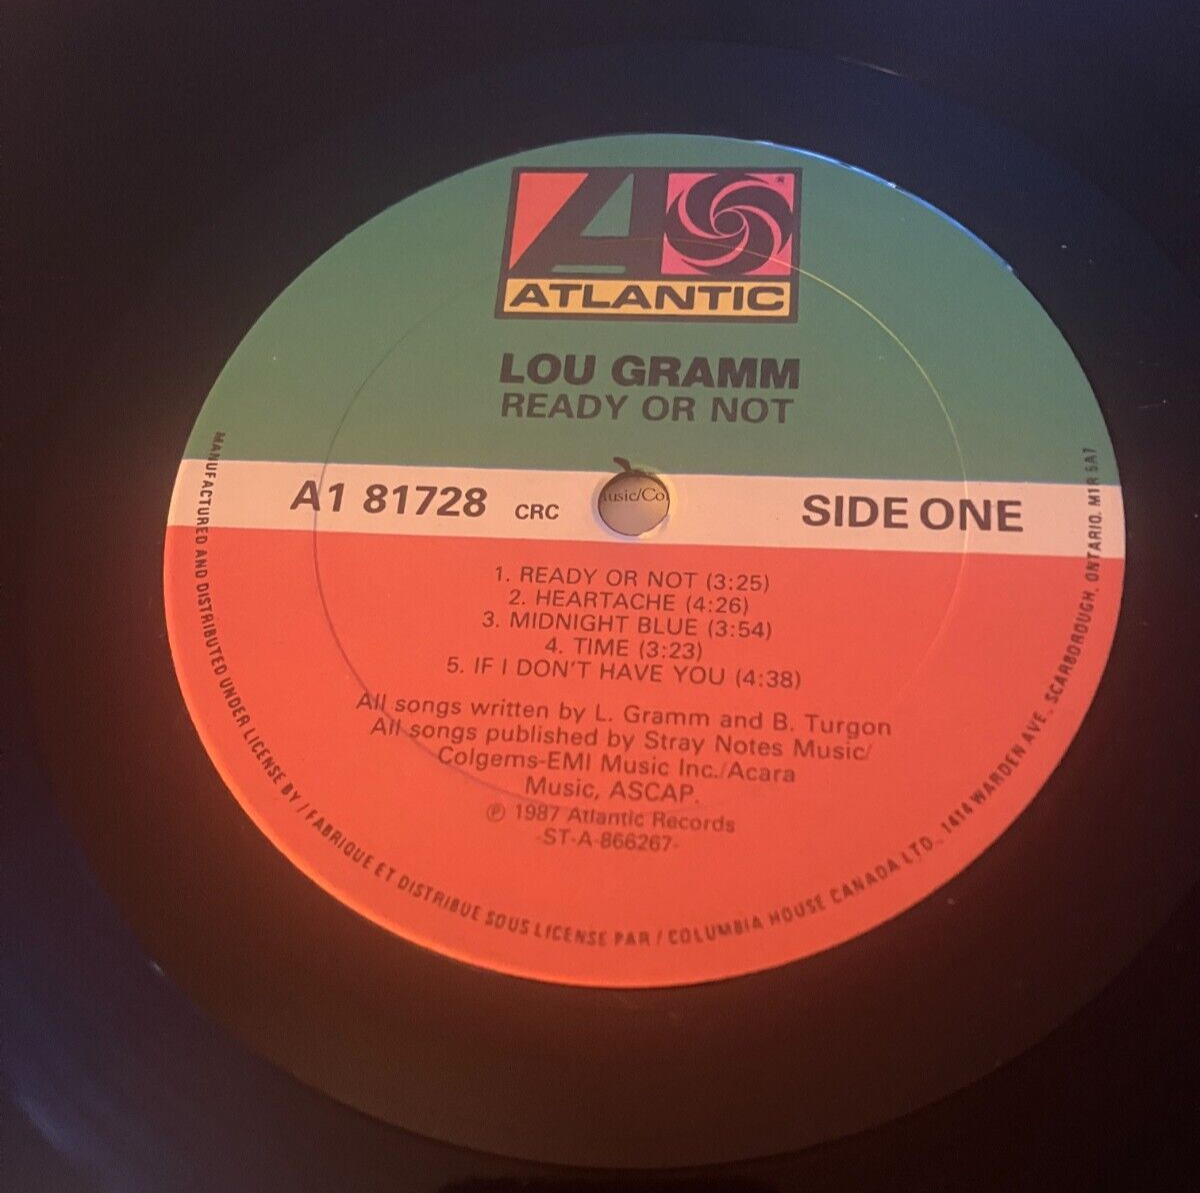 ATLANTIC
®
LOU GRAMM
READY OR NOT
A1 81728 CRC
usic/Co
SIDE ONE
1. READY OR NOT (3:25)
2. HEARTACHE (4:26)
3. MIDNIGHT BLUE (3:54)
4. TIME (3:23)
5. IF I DON'T HAVE YOU (4:38)
All songs written by L. Gramm and B. Turgon
All songs published by Stray Notes Music/
Colgems-EMI Music Inc./Acara
Music, ASCAP.
℗ 1987 Atlantic Records
-ST-A-866267-
MANUFACTURED AND DISTRIBUTED UNDER LICENSE BY / FABRIQUE ET DISTRIBUE SOUS LICENSE PAR / COLUMBIA HOUSE CANADA LTD., 1414 WARDEN AVE., SCARBOROUGH, ONTARIO. M1R 5A7